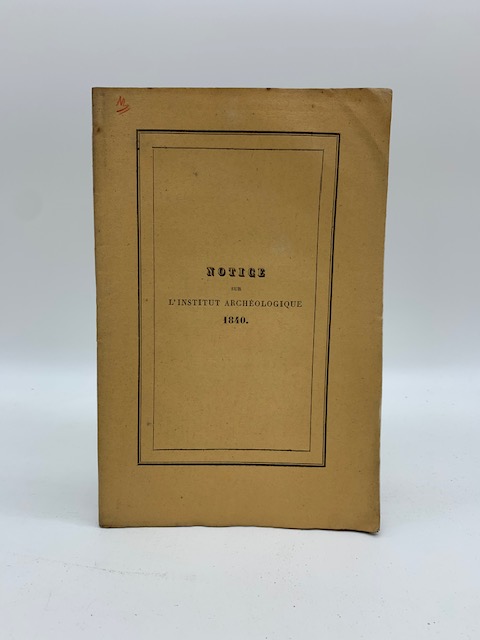 NOTICE
SUR
L'INSTITUT ARCHÉOLOGIQUE
1840.